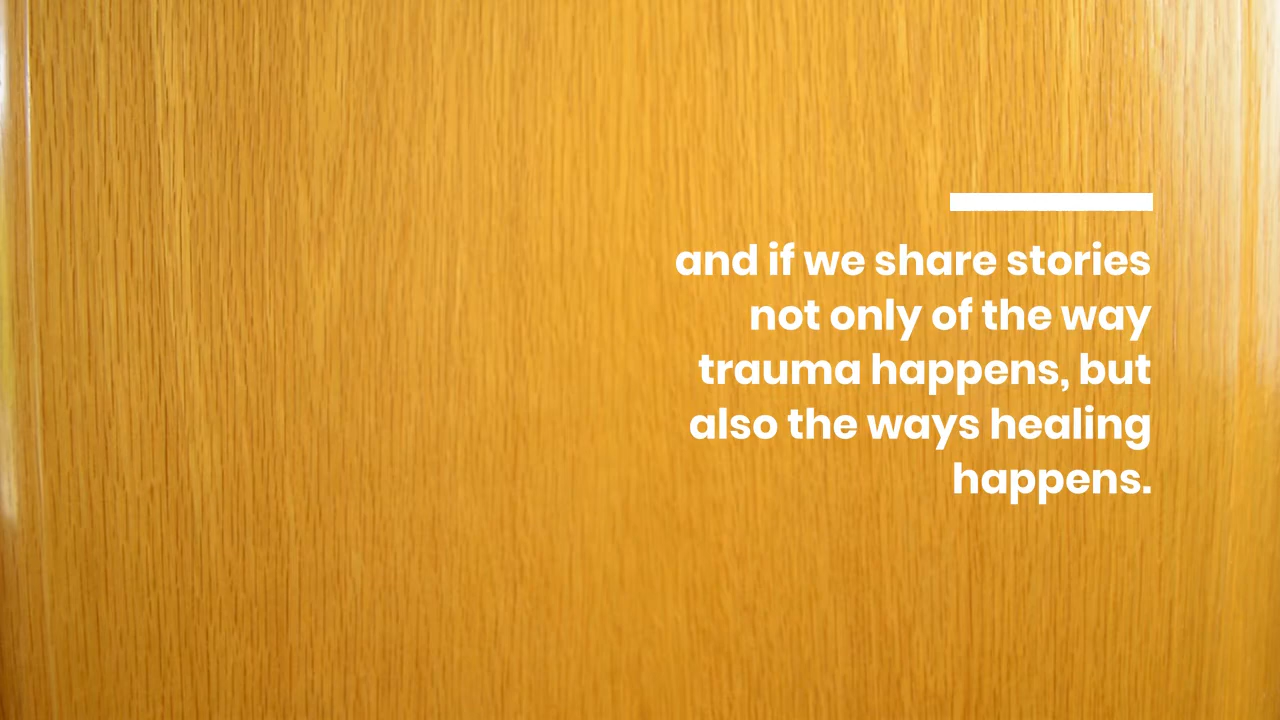 and if we share stories
not only of the way
trauma happens, but
also the ways healing
happens.